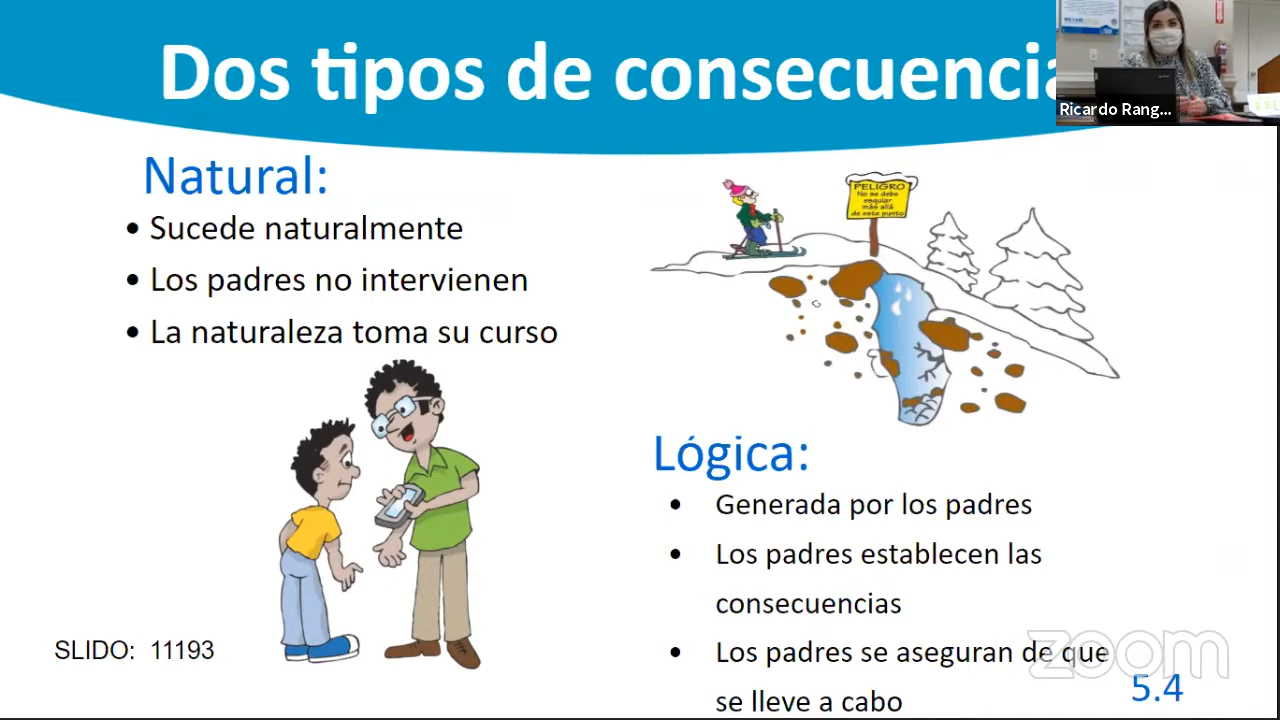 Dos tipos de consecuencia
Ricardo Rang...
Natural:
• Sucede naturalmente
• Los padres no intervienen
• La naturaleza toma su curso
PELIGRO
No se debe
esquiar
más allá
de este punto
Lógica:
• Generada por los padres
• Los padres establecen las
consecuencias
• Los padres se aseguran de que
se lleve a cabo
SLIDO: 11193
zoom
5.4